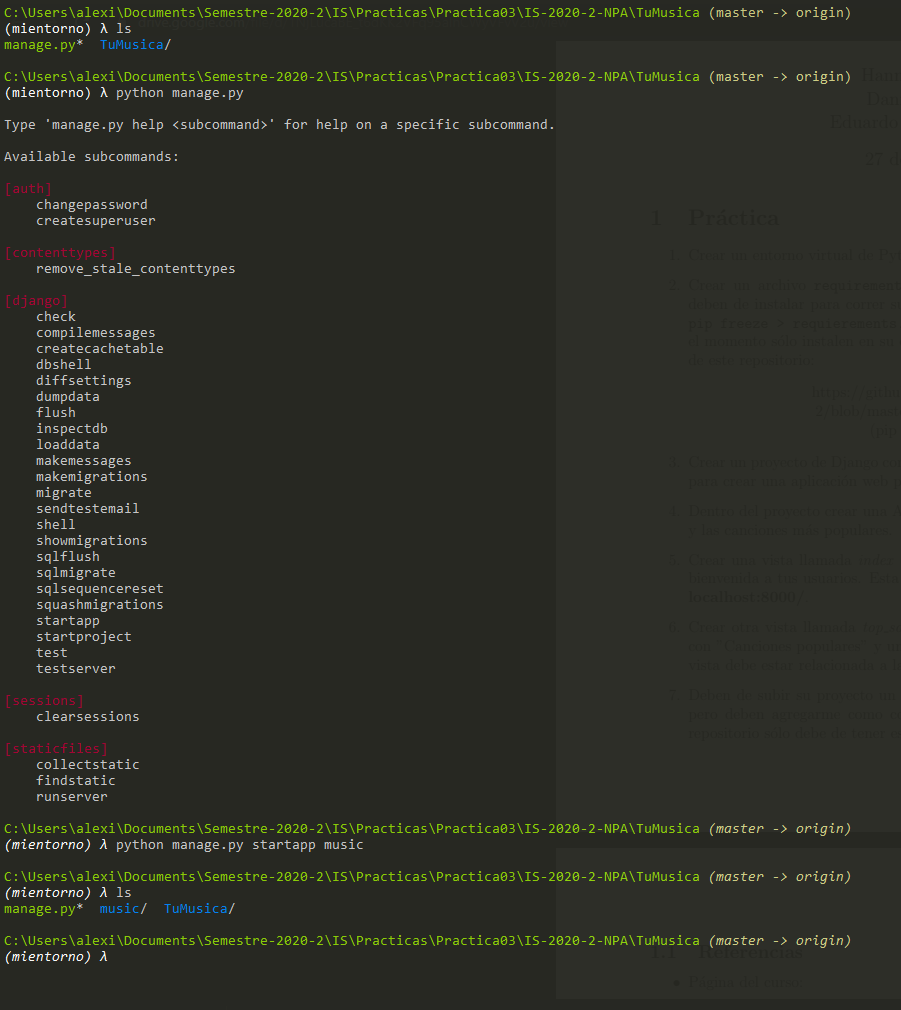 C:\Users\alexi\Documents\Semestre-2020-2\IS\Practicas\Practica03\IS-2020-2-NPA\TuMusica (master -> origin)
(mientorno) λ ls
manage.py*  TuMusica/
C:\Users\alexi\Documents\Semestre-2020-2\IS\Practicas\Practica03\IS-2020-2-NPA\TuMusica (master -> origin)
(mientorno) λ python manage.py
Type 'manage.py help <subcommand>' for help on a specific subcommand.
Available subcommands:
[auth]
    changepassword
    createsuperuser
[contenttypes]
    remove_stale_contenttypes
[django]
    check
    compilemessages
    createcachetable
    dbshell
    diffsettings
    dumpdata
    flush
    inspectdb
    loaddata
    makemessages
    makemigrations
    migrate
    sendtestemail
    shell
    showmigrations
    sqlflush
    sqlmigrate
    sqlsequencereset
    squashmigrations
    startapp
    startproject
    test
    testserver
[sessions]
    clearsessions
[staticfiles]
    collectstatic
    findstatic
    runserver
C:\Users\alexi\Documents\Semestre-2020-2\IS\Practicas\Practica03\IS-2020-2-NPA\TuMusica (master -> origin)
(mientorno) λ python manage.py startapp music
C:\Users\alexi\Documents\Semestre-2020-2\IS\Practicas\Practica03\IS-2020-2-NPA\TuMusica (master -> origin)
(mientorno) λ ls
manage.py*  music/  TuMusica/
C:\Users\alexi\Documents\Semestre-2020-2\IS\Practicas\Practica03\IS-2020-2-NPA\TuMusica (master -> origin)
(mientorno) λ
1 Práctica
localhost:8000/
1.1 Referencias